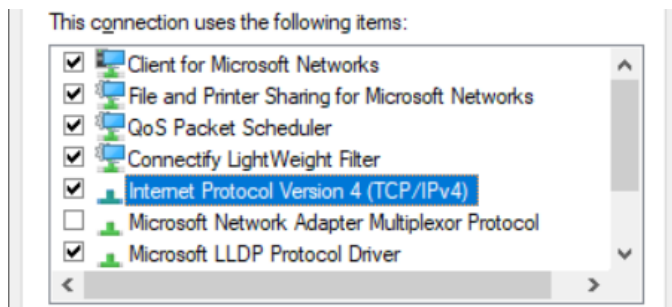 This connection uses the following items:
Client for Microsoft Networks
File and Printer Sharing for Microsoft Networks
QoS Packet Scheduler
Connectify LightWeight Filter
Internet Protocol Version 4 (TCP/IPv4)
Microsoft Network Adapter Multiplexor Protocol
Microsoft LLDP Protocol Driver